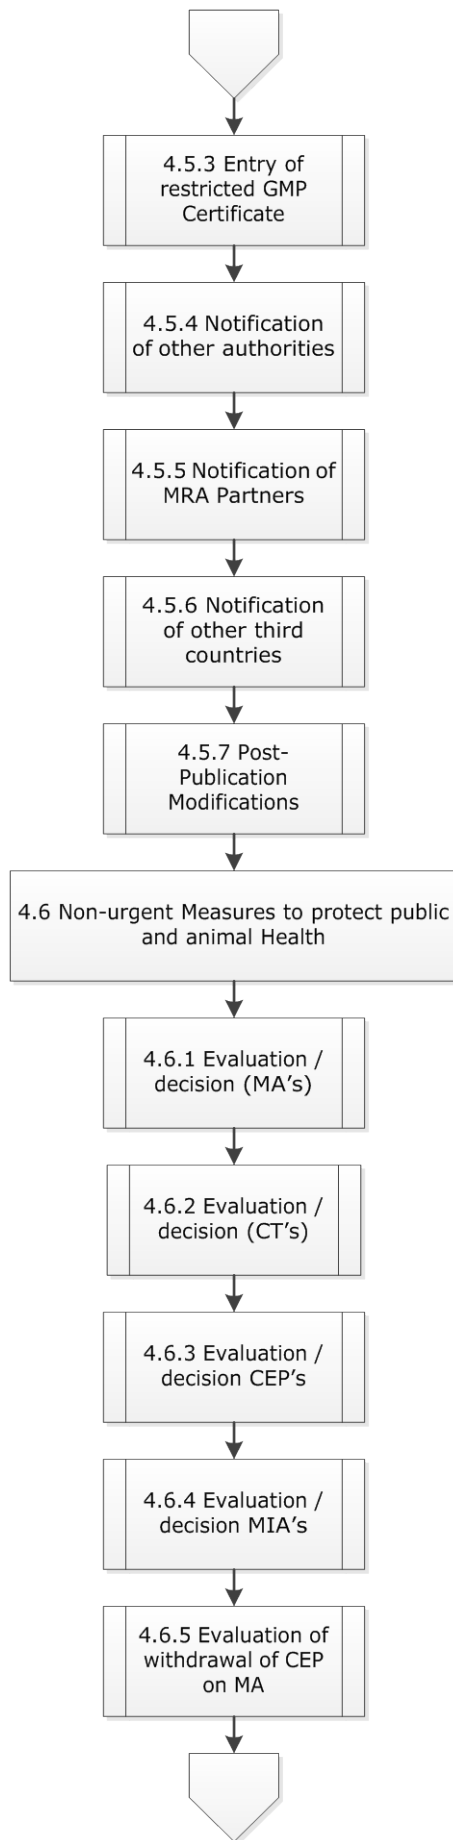 4.5.3 Entry of
restricted GMP
Certificate
4.5.4 Notification
of other authorities
4.5.5 Notification of
MRA Partners
4.5.6 Notification
of other third
countries
4.5.7 Post-
Publication
Modifications
4.6 Non-urgent Measures to protect public
and animal Health
4.6.1 Evaluation /
decision (MA's)
4.6.2 Evaluation /
decision (CT's)
4.6.3 Evaluation /
decision CEP's
4.6.4 Evaluation /
decision MIA's
4.6.5 Evaluation of
withdrawal of CEP
on MA